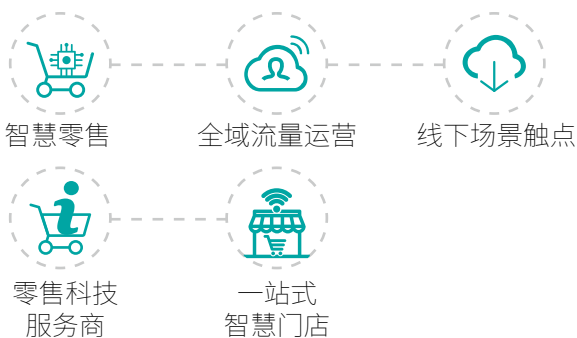 智慧零售
全域流量运营
线下场景触点
零售科技
服务商
一站式
智慧门店